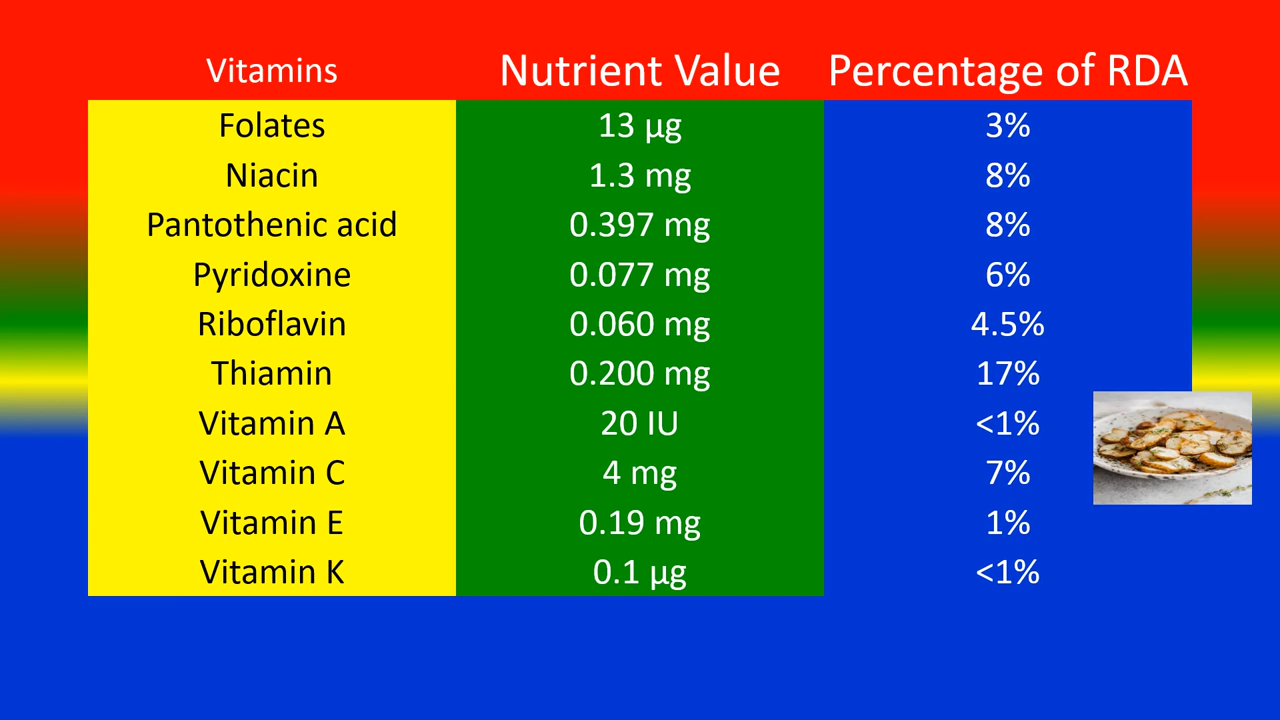 Vitamins Nutrient Value Percentage of RDA
Folates 13 µg 3%
Niacin 1.3 mg 8%
Pantothenic acid 0.397 mg 8%
Pyridoxine 0.077 mg 6%
Riboflavin 0.060 mg 4.5%
Thiamin 0.200 mg 17%
Vitamin A 20 IU <1%
Vitamin C 4 mg 7%
Vitamin E 0.19 mg 1%
Vitamin K 0.1 µg <1%